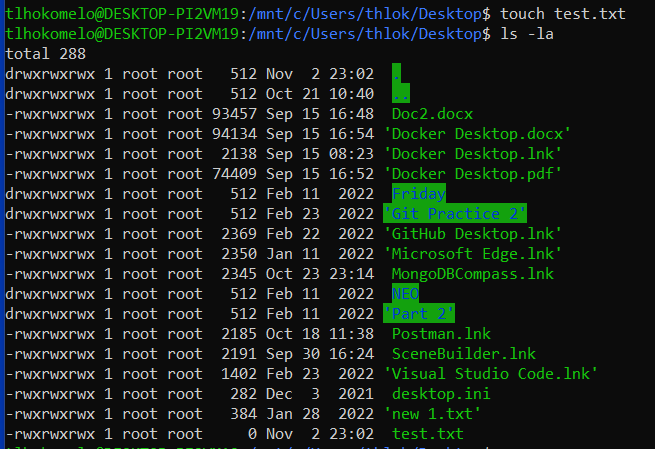 tlhokomelo@DESKTOP-PI2VM19:/mnt/c/Users/thlok/Desktop$ touch test.txt
tlhokomelo@DESKTOP-PI2VM19:/mnt/c/Users/thlok/Desktop$ ls -la
total 288
drwxrwxrwx 1 root root   512 Nov  2 23:02  .
drwxrwxrwx 1 root root   512 Oct 21 10:40  ..
-rwxrwxrwx 1 root root 93457 Sep 15 16:48  Doc2.docx
-rwxrwxrwx 1 root root 94134 Sep 15 16:54 'Docker Desktop.docx'
-rwxrwxrwx 1 root root  2138 Sep 15 08:23 'Docker Desktop.lnk'
-rwxrwxrwx 1 root root 74409 Sep 15 16:52 'Docker Desktop.pdf'
drwxrwxrwx 1 root root   512 Feb 11  2022  Friday
drwxrwxrwx 1 root root   512 Feb 23  2022 'Git Practice 2'
-rwxrwxrwx 1 root root  2369 Feb 22  2022 'GitHub Desktop.lnk'
-rwxrwxrwx 1 root root  2350 Jan 11  2022 'Microsoft Edge.lnk'
-rwxrwxrwx 1 root root  2345 Oct 23 23:14  MongoDBCompass.lnk
drwxrwxrwx 1 root root   512 Feb 11  2022  NEO
drwxrwxrwx 1 root root   512 Feb 11  2022 'Part 2'
-rwxrwxrwx 1 root root  2185 Oct 18 11:38  Postman.lnk
-rwxrwxrwx 1 root root  2191 Sep 30 16:24  SceneBuilder.lnk
-rwxrwxrwx 1 root root  1402 Feb 23  2022 'Visual Studio Code.lnk'
-rwxrwxrwx 1 root root   282 Dec  3  2021  desktop.ini
-rwxrwxrwx 1 root root   384 Jan 28  2022 'new 1.txt'
-rwxrwxrwx 1 root root     0 Nov  2 23:02  test.txt
tlhokomelo@DESKTOP-PI2VM19:/mnt/c/Users/thlok/Desktop$